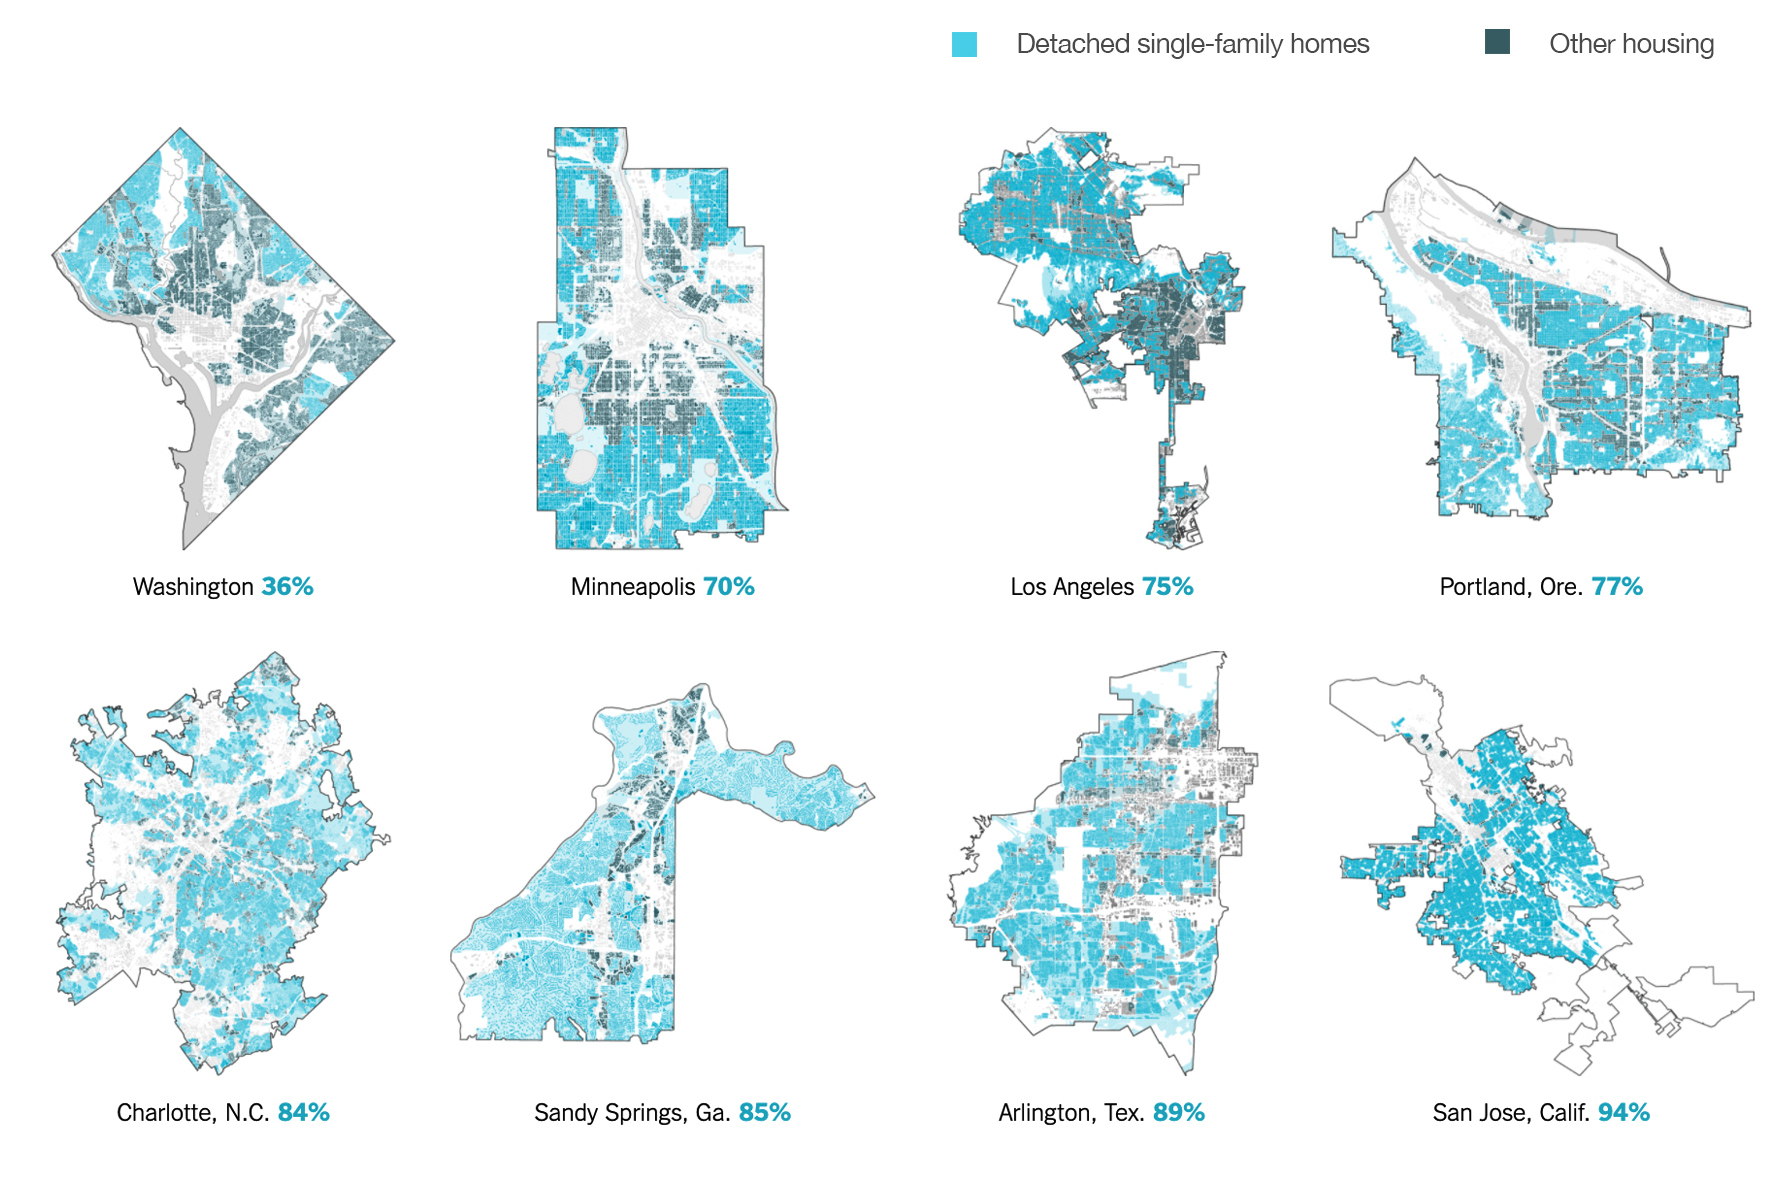 Detached single-family homes
Other housing
Washington 36%
Minneapolis 70%
Los Angeles 75%
Portland, Ore. 77%
Charlotte, N.C. 84%
Sandy Springs, Ga. 85%
Arlington, Tex. 89%
San Jose, Calif. 94%